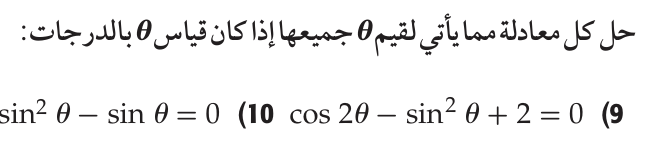 حل كل معادلة مما يأتي لقيم θ جميعها إذا كان قياس θ بالدرجات:
(9 cos 2θ − sin² θ + 2 = 0 (10 sin² θ − sin θ = 0